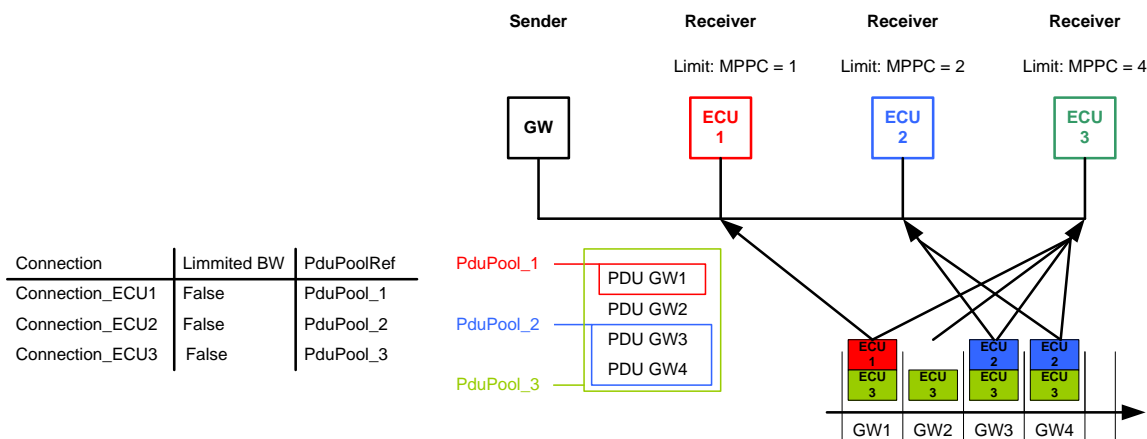 Sender Receiver Receiver Receiver
Limit: MPPC = 1 Limit: MPPC = 2 Limit: MPPC = 4
GW
ECU
1
ECU
2
ECU
3
Connection Limmited BW PduPoolRef
Connection_ECU1 False PduPool_1
Connection_ECU2 False PduPool_2
Connection_ECU3 False PduPool_3
PduPool_1
PduPool_2
PduPool_3
PDU GW1
PDU GW2
PDU GW3
PDU GW4
ECU
1
ECU
3
ECU
3
ECU
2
ECU
3
ECU
2
ECU
3
GW1 GW2 GW3 GW4